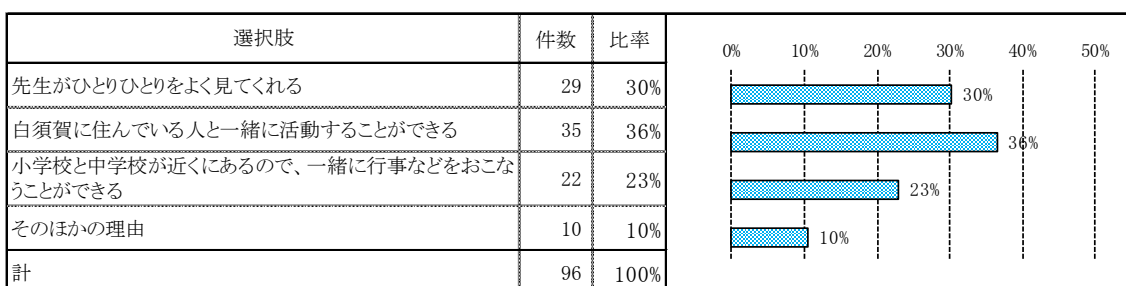 選択肢 件数 比率
先生がひとりひとりをよく見てくれる 29 30%
白須賀に住んでいる人と一緒に活動することができる 35 36%
小学校と中学校が近くにあるので、一緒に行事などをおこな
うことができる 22 23%
そのほかの理由 10 10%
計 96 100%
0% 10% 20% 30% 40% 50%
30%
36%
23%
10%